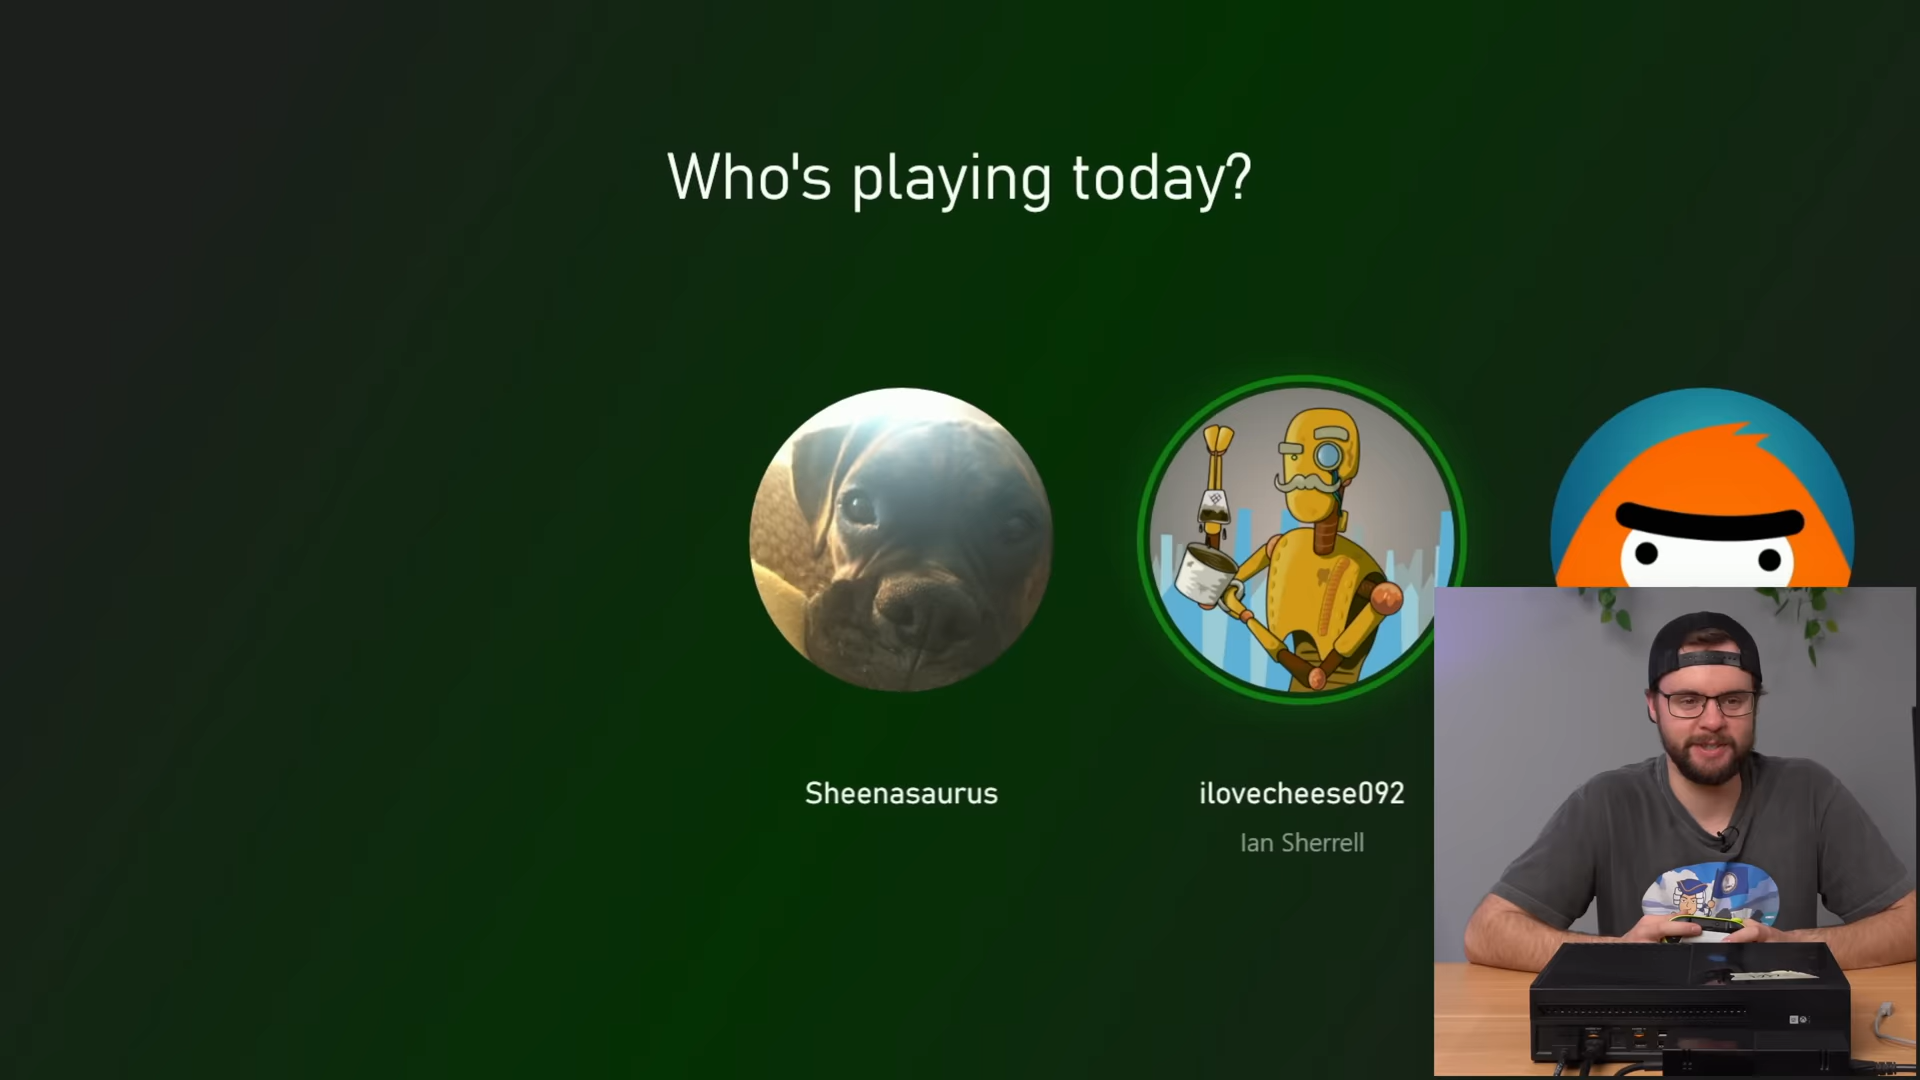 Who's playing today?
Sheenasaurus
ilovecheese092
Ian Sherrell